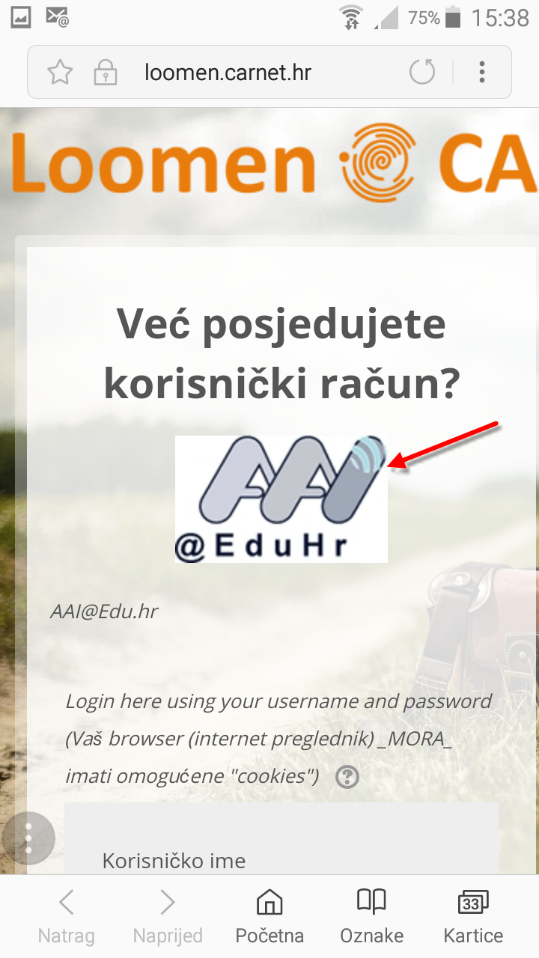 75% 15:38
loomen.carnet.hr
Loomen CA
Već posjedujete
korisnički račun?
AAI
@EduHr
AAI@Edu.hr
Login here using your username and password
(Vaš browser (internet preglednik) _MORA_
imati omogućene "cookies") ?
Korisničko ime
Natrag Naprijed Početna Oznake 33 Kartice